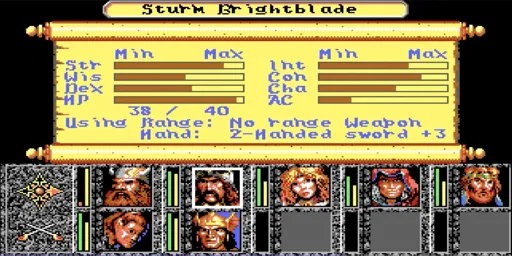 Sturm Brightblade
Min Max Min Max
Str Int
Wis Con
Dex Cha
HP AC
38 / 40
Using Range: No range Weapon
Hand: 2-Handed sword +3